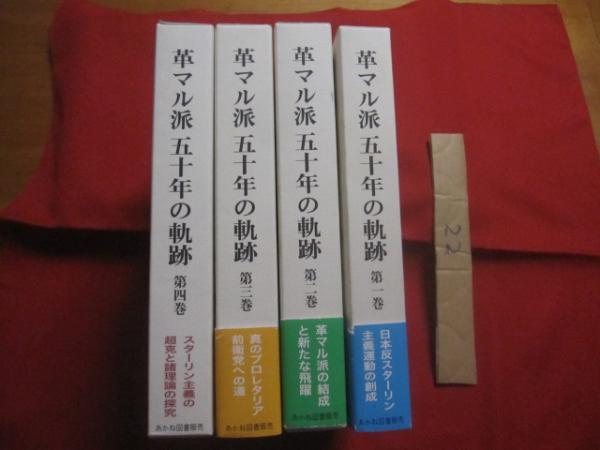 革マル派 五十年の軌跡 第四巻
スターリン主義の
超克と諸理論の探究
あかね図書販売
革マル派 五十年の軌跡 第三巻
真のプロレタリア
前衛党への道
あかね図書販売
革マル派 五十年の軌跡 第二巻
革マル派の結成
と新たな飛躍
あかね図書販売
革マル派 五十年の軌跡 第一巻
日本反スターリン
主義運動の創成
あかね図書販売
22